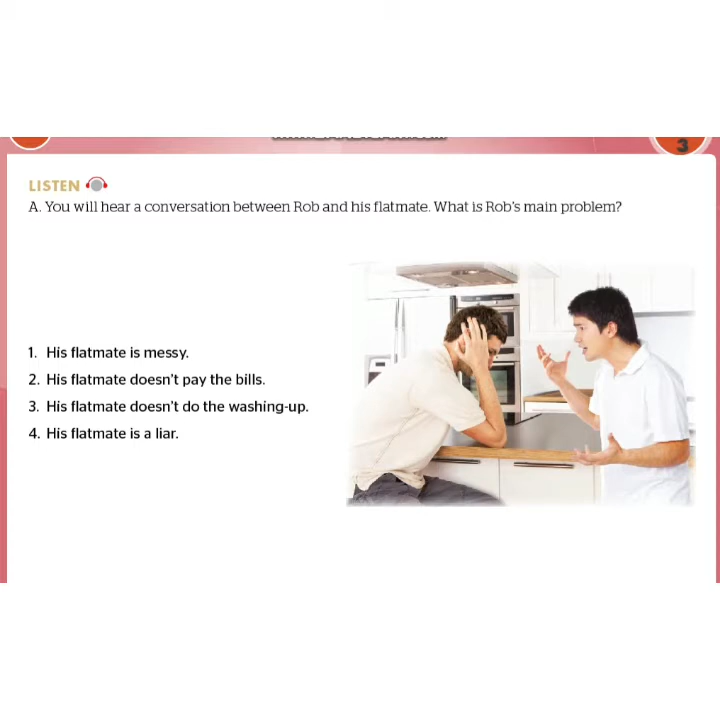 3
LISTEN
A. You will hear a conversation between Rob and his flatmate. What is Rob's main problem?
1. His flatmate is messy.
2. His flatmate doesn't pay the bills.
3. His flatmate doesn't do the washing-up.
4. His flatmate is a liar.